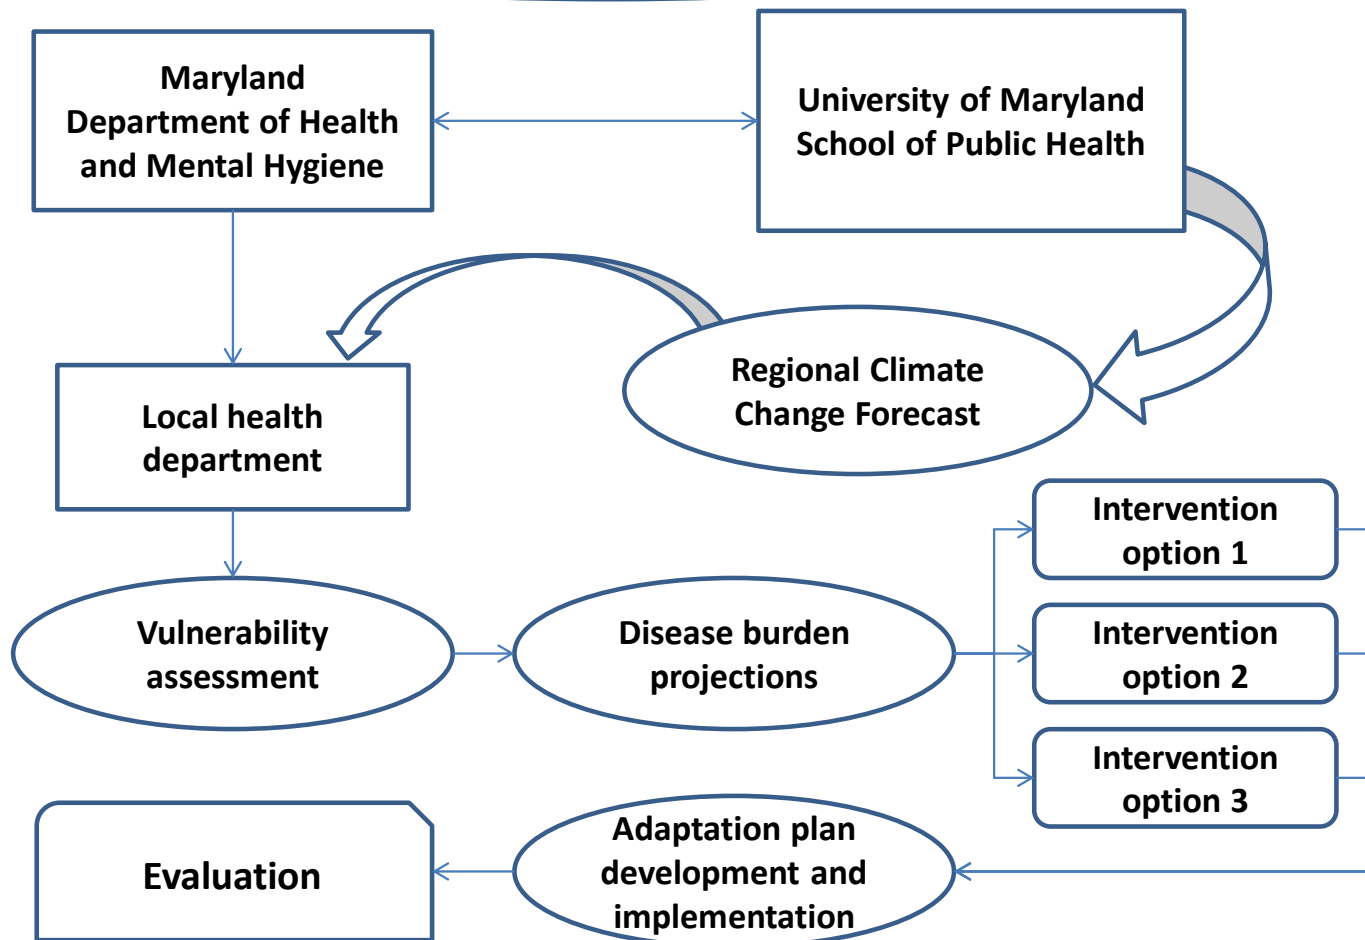 Maryland
Department of Health
and Mental Hygiene
University of Maryland
School of Public Health
Regional Climate
Change Forecast
Local health
department
Intervention
option 1
Vulnerability
assessment
Disease burden
projections
Intervention
option 2
Intervention
option 3
Adaptation plan
development and
implementation
Evaluation